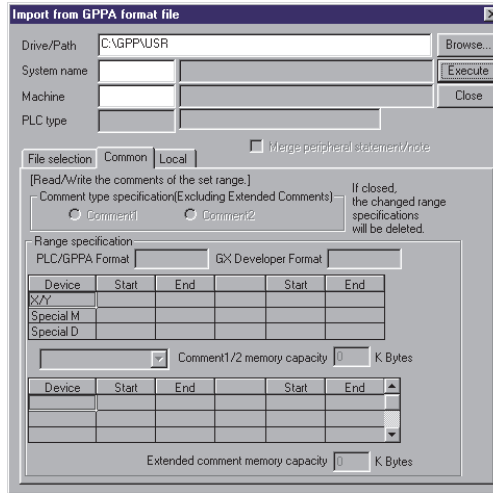 Import from GPPA format file
Drive/Path C:\GPP\USR Browse...
System name Execute
Machine Close
PLC type
Merge peripheral statement/note
File selection Common Local
[Read/Write the comments of the set range.]
Comment type specification(Excluding Extended Comments)
Comment1 Comment2
If closed,
the changed range
specifications
will be deleted.
Range specification
PLC/GPPA Format GX Developer Format
Device Start End Start End
X/Y
Special M
Special D
Comment1/2 memory capacity 0 K Bytes
Device Start End Start End
Extended comment memory capacity 0 K Bytes